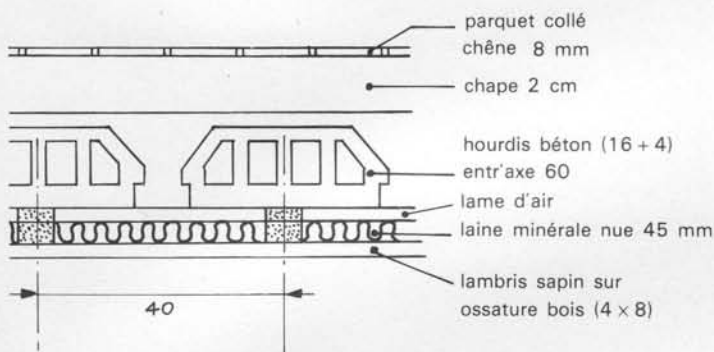 parquet collé
chêne 8 mm
chape 2 cm
hourdis béton (16 + 4)
entr'axe 60
lame d'air
laine minérale nue 45 mm
lambris sapin sur
ossature bois (4 × 8)
40